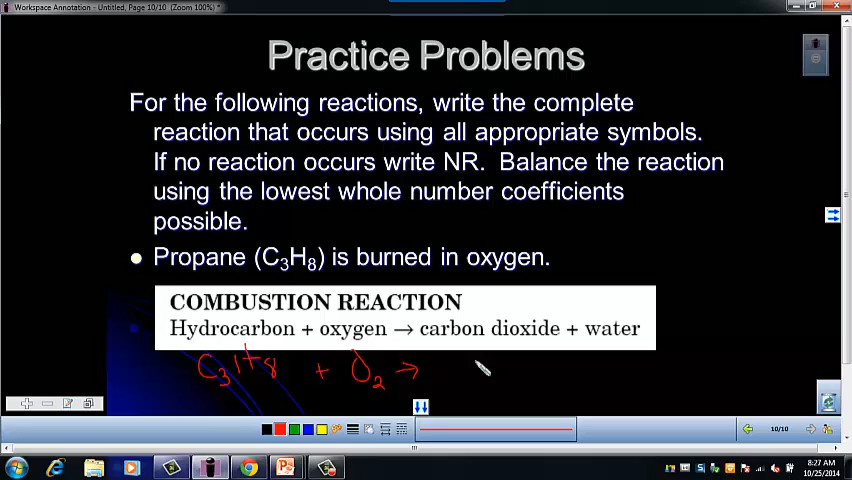 Workspace Annotation - Untitled, Page 10/10 (Zoom 100%) *
Practice Problems
For the following reactions, write the complete
reaction that occurs using all appropriate symbols.
If no reaction occurs write NR. Balance the reaction
using the lowest whole number coefficients
possible.
Propane (C₃H₈) is burned in oxygen.
COMBUSTION REACTION
Hydrocarbon + oxygen → carbon dioxide + water
C₃H₈ + O₂ →
10/10
8:27 AM
10/25/2014